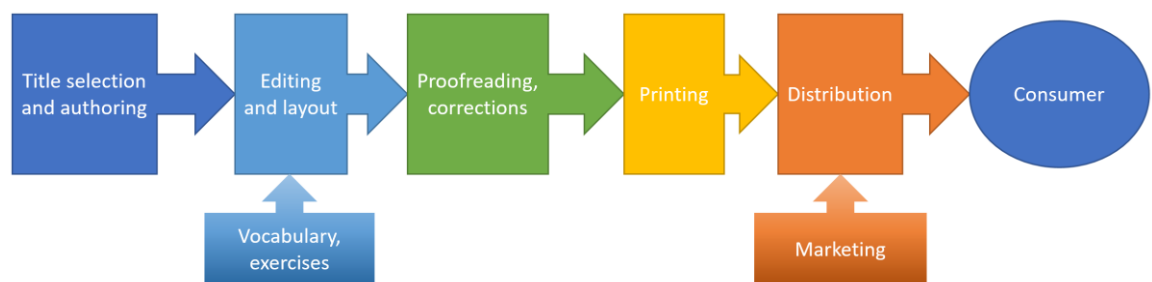 Title selection
and authoring
Editing
and layout
Proofreading,
corrections
Printing
Distribution
Consumer
Vocabulary,
exercises
Marketing